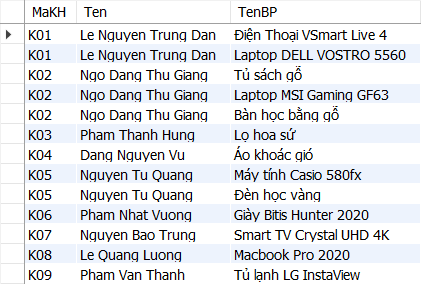 MaKH Ten TenBP
K01 Le Nguyen Trung Dan Điện Thoại VSmart Live 4
K01 Le Nguyen Trung Dan Laptop DELL VOSTRO 5560
K02 Ngo Dang Thu Giang Tủ sách gỗ
K02 Ngo Dang Thu Giang Laptop MSI Gaming GF63
K02 Ngo Dang Thu Giang Bàn học bằng gỗ
K03 Pham Thanh Hung Lọ hoa sứ
K04 Dang Nguyen Vu Áo khoác gió
K05 Nguyen Tu Quang Máy tính Casio 580fx
K05 Nguyen Tu Quang Đèn học vàng
K06 Pham Nhat Vuong Giày Bitis Hunter 2020
K07 Nguyen Bao Trung Smart TV Crystal UHD 4K
K08 Le Quang Luong Macbook Pro 2020
K09 Pham Van Thanh Tủ lạnh LG InstaView